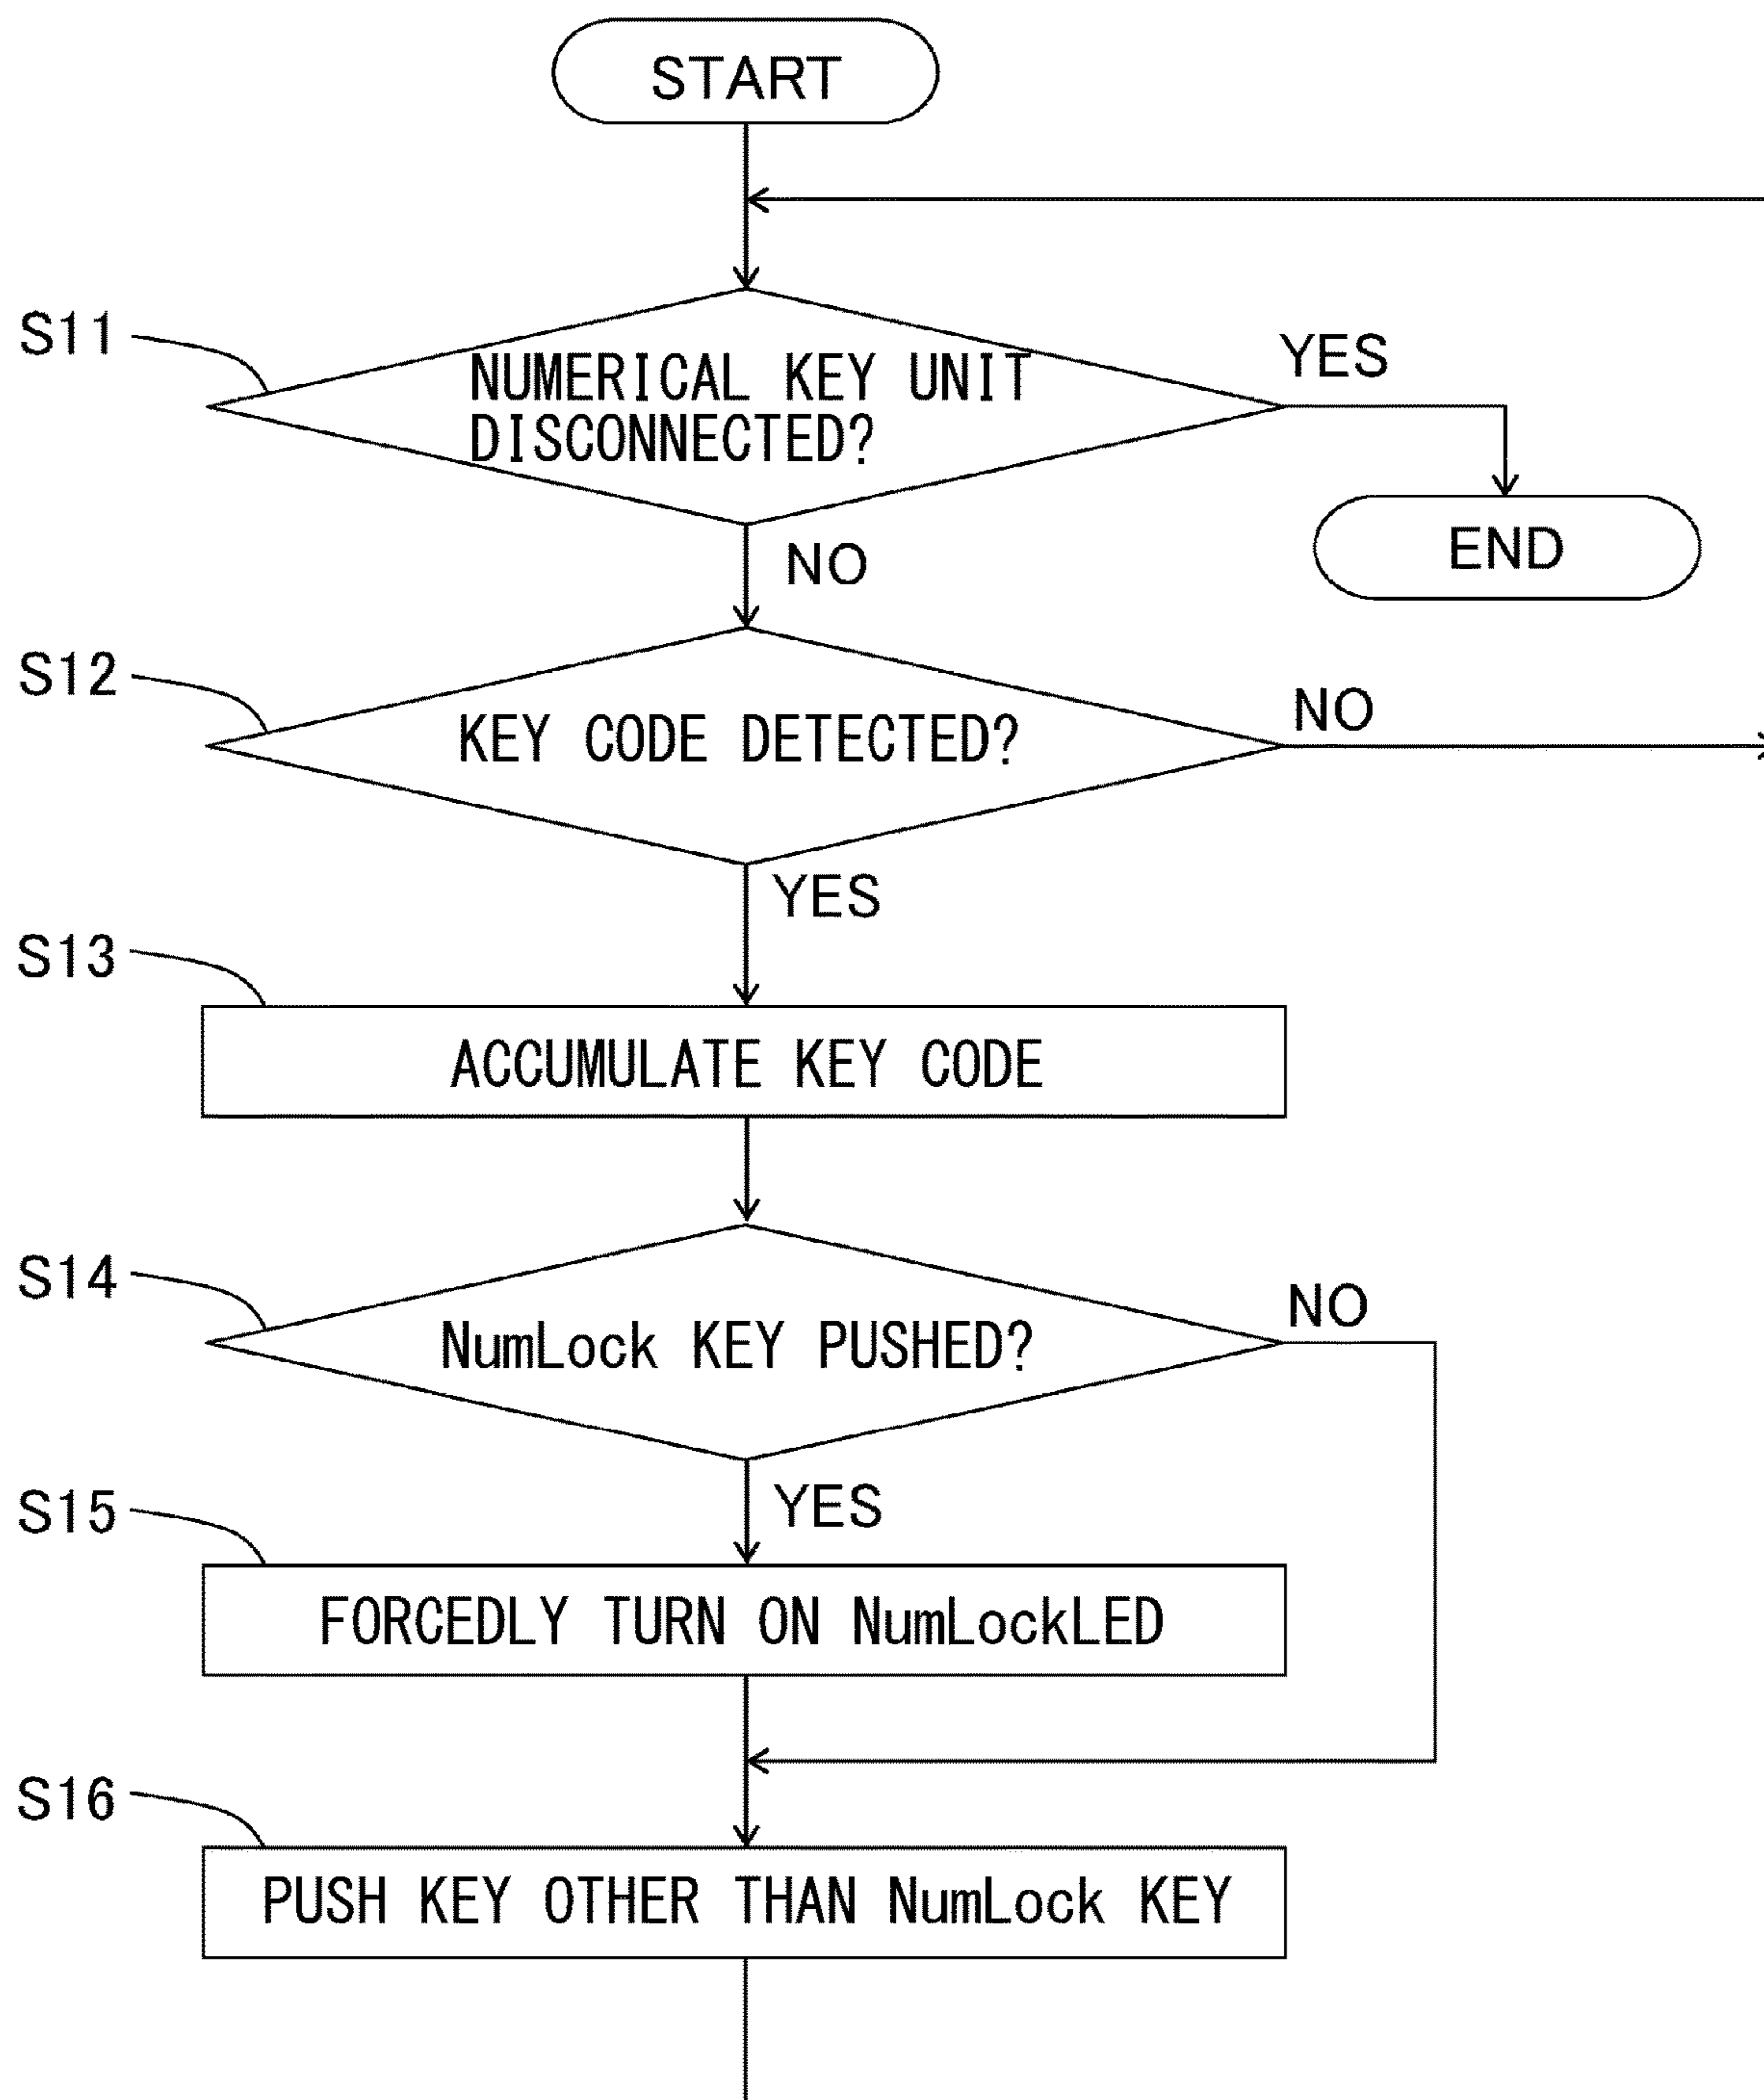 START
S11
NUMERICAL KEY UNIT
DISCONNECTED?
YES
END
NO
S12
KEY CODE DETECTED?
NO
YES
S13
ACCUMULATE KEY CODE
S14
NumLock KEY PUSHED?
NO
YES
S15
FORCEDLY TURN ON NumLockLED
S16
PUSH KEY OTHER THAN NumLock KEY